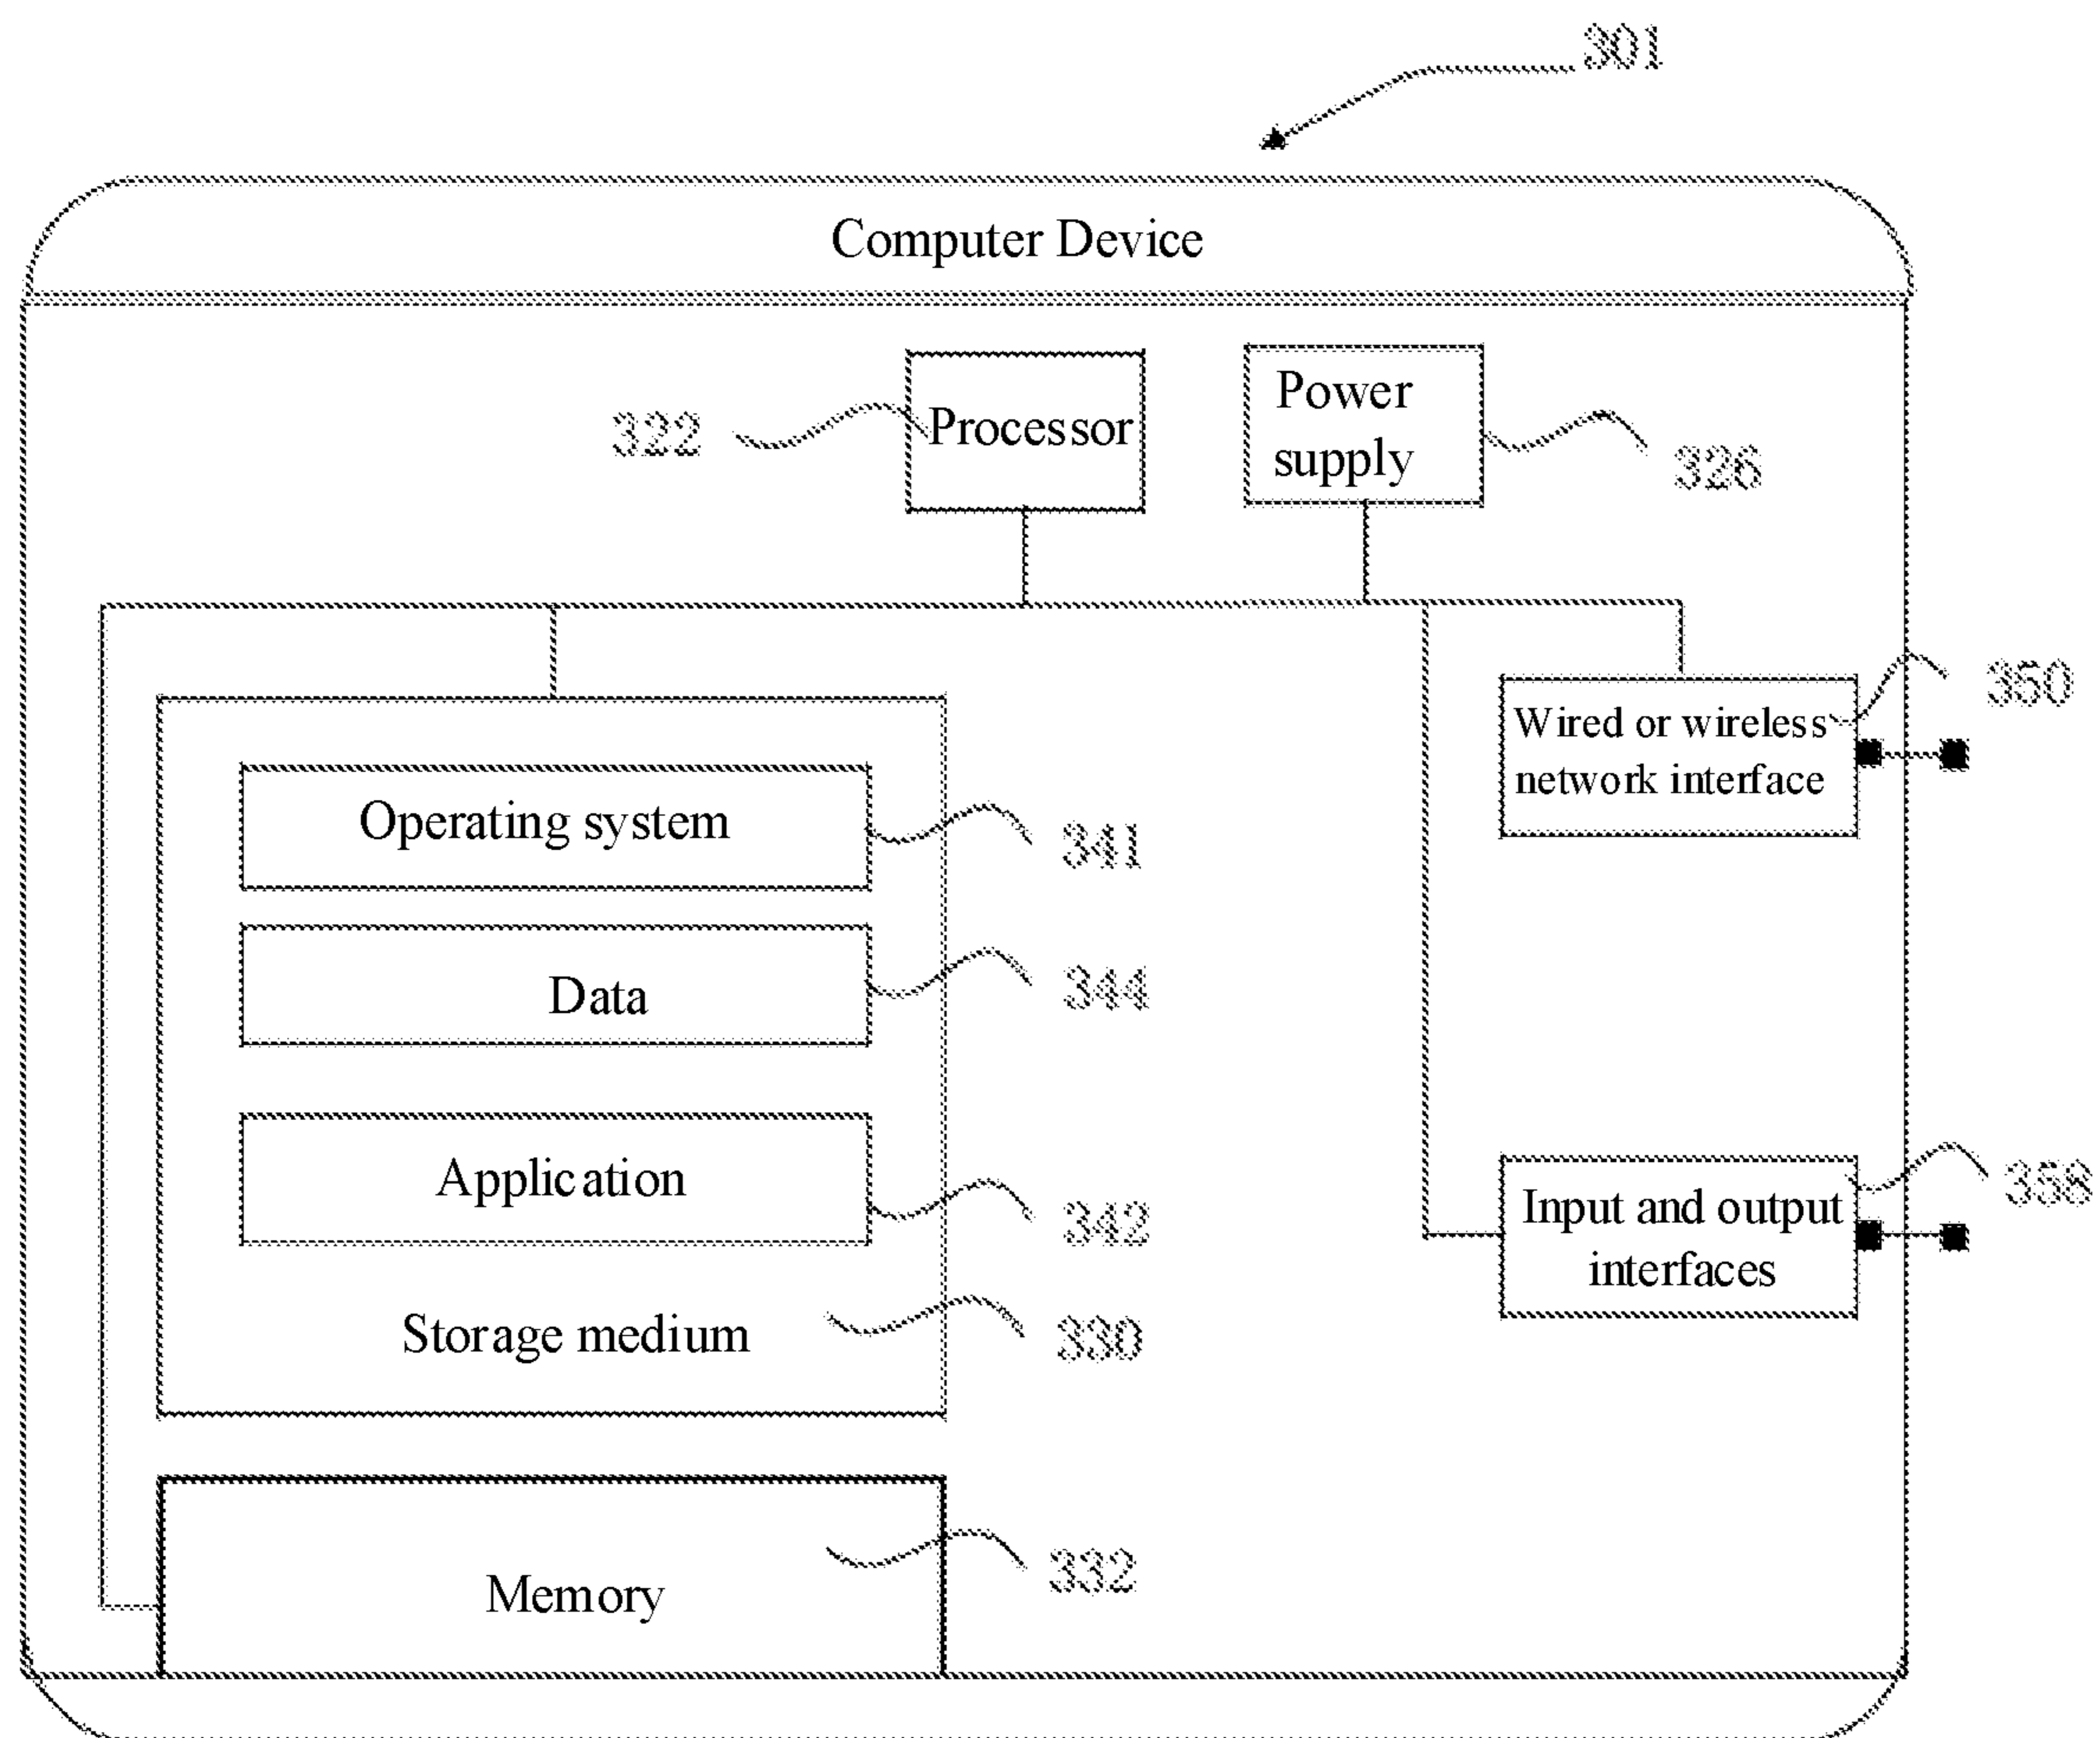 301
Computer Device
322
Processor
Power
supply
326
Wired or wireless
network interface
350
Operating system
341
Data
344
Application
342
Storage medium
330
Input and output
interfaces
358
Memory
332